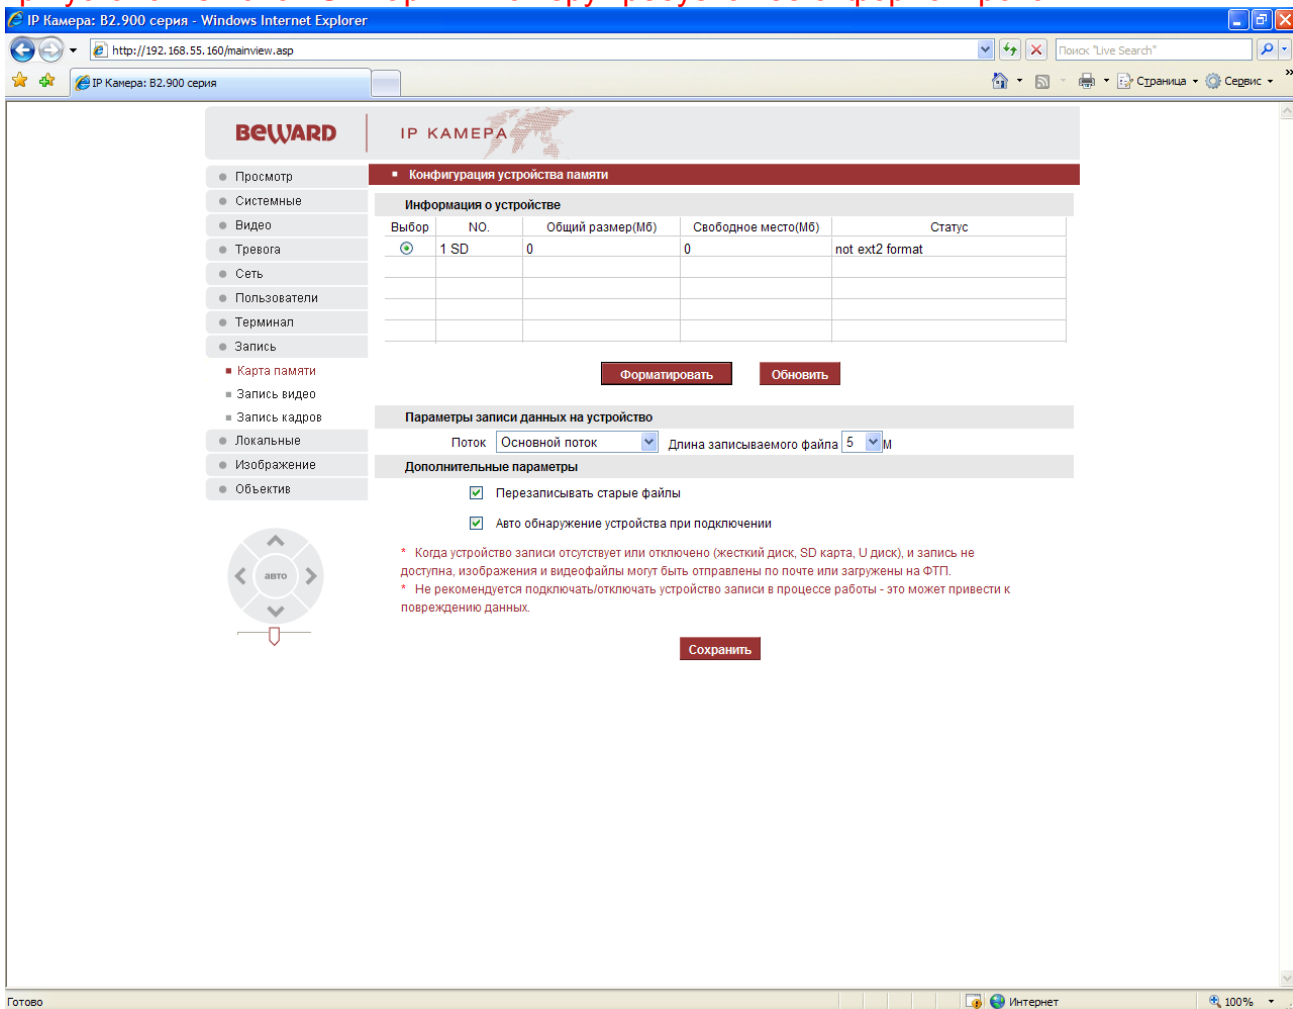 IP Камера: B2.900 серия - Windows Internet Explorer
http://192.168.55.160/mainview.asp
Поиск "Live Search"
IP Камера: B2.900 серия
Страница
Сервис
BEWARD
IP КАМЕРА
Просмотр
Системные
Видео
Тревога
Сеть
Пользователи
Терминал
Запись
Карта памяти
Запись видео
Запись кадров
Локальные
Изображение
Объектив
авто
Конфигурация устройства памяти
Информация о устройстве
Выбор NO. Общий размер(Мб) Свободное место(Мб) Статус
1 SD 0 0 not ext2 format
Форматировать Обновить
Параметры записи данных на устройство
Поток Основной поток Длина записываемого файла 5 М
Дополнительные параметры
Перезаписывать старые файлы
Авто обнаружение устройства при подключении
* Когда устройство записи отсутствует или отключено (жесткий диск, SD карта, U диск), и запись не
доступна, изображения и видеофайлы могут быть отправлены по почте или загружены на ФТП.
* Не рекомендуется подключать/отключать устройство записи в процессе работы - это может привести к
повреждению данных.
Сохранить
Готово
Интернет
100%